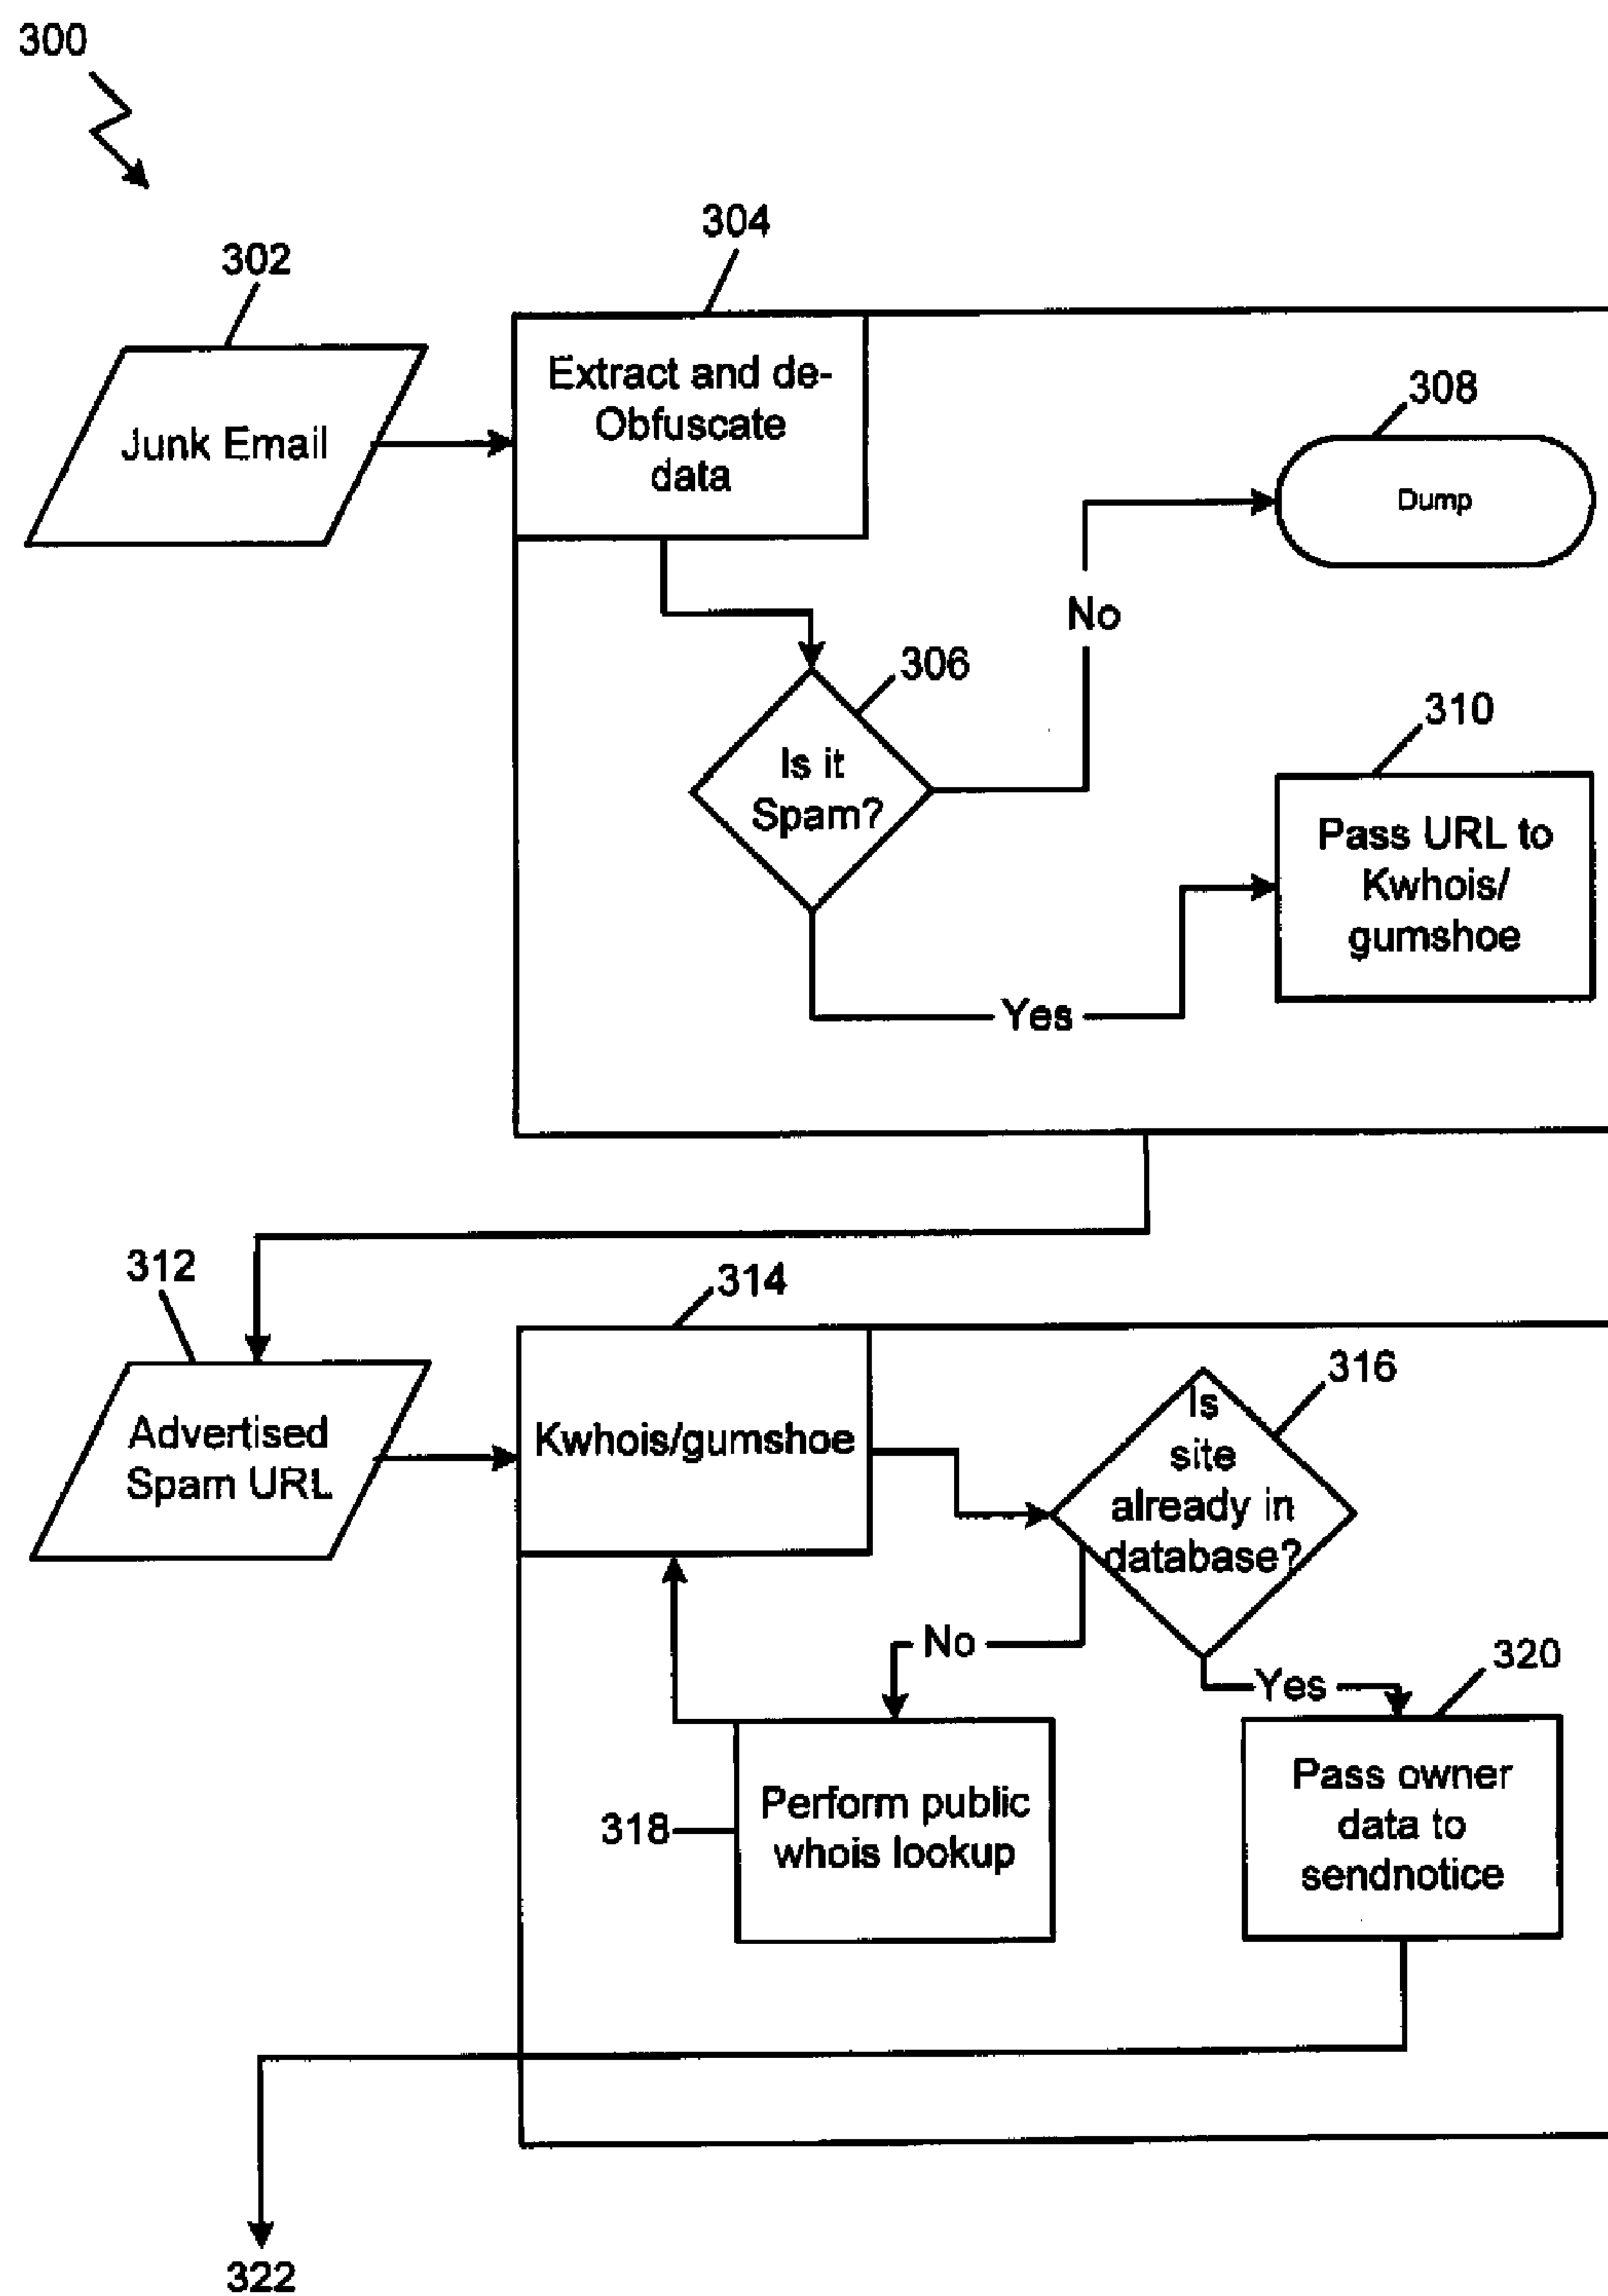 300
302
304
Junk Email
Extract and de-
Obfuscate
data
308
Dump
No
306
Is it
Spam?
310
Pass URL to
Kwhois/
gumshoe
Yes
312
314
316
Advertised
Spam URL
Kwhois/gumshoe
Is
site
already in
database?
No
Yes
320
318
Perform public
whois lookup
Pass owner
data to
sendnotice
322